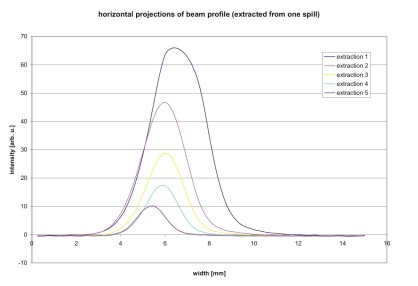 horizontal projections of beam profile (extracted from one spill)
70
60
50
40
30
20
10
0
-10
0 2 4 6 8 10 12 14 16
intensity [arb. u.]
width [mm]
extraction 1
extraction 2
extraction 3
extraction 4
extraction 5